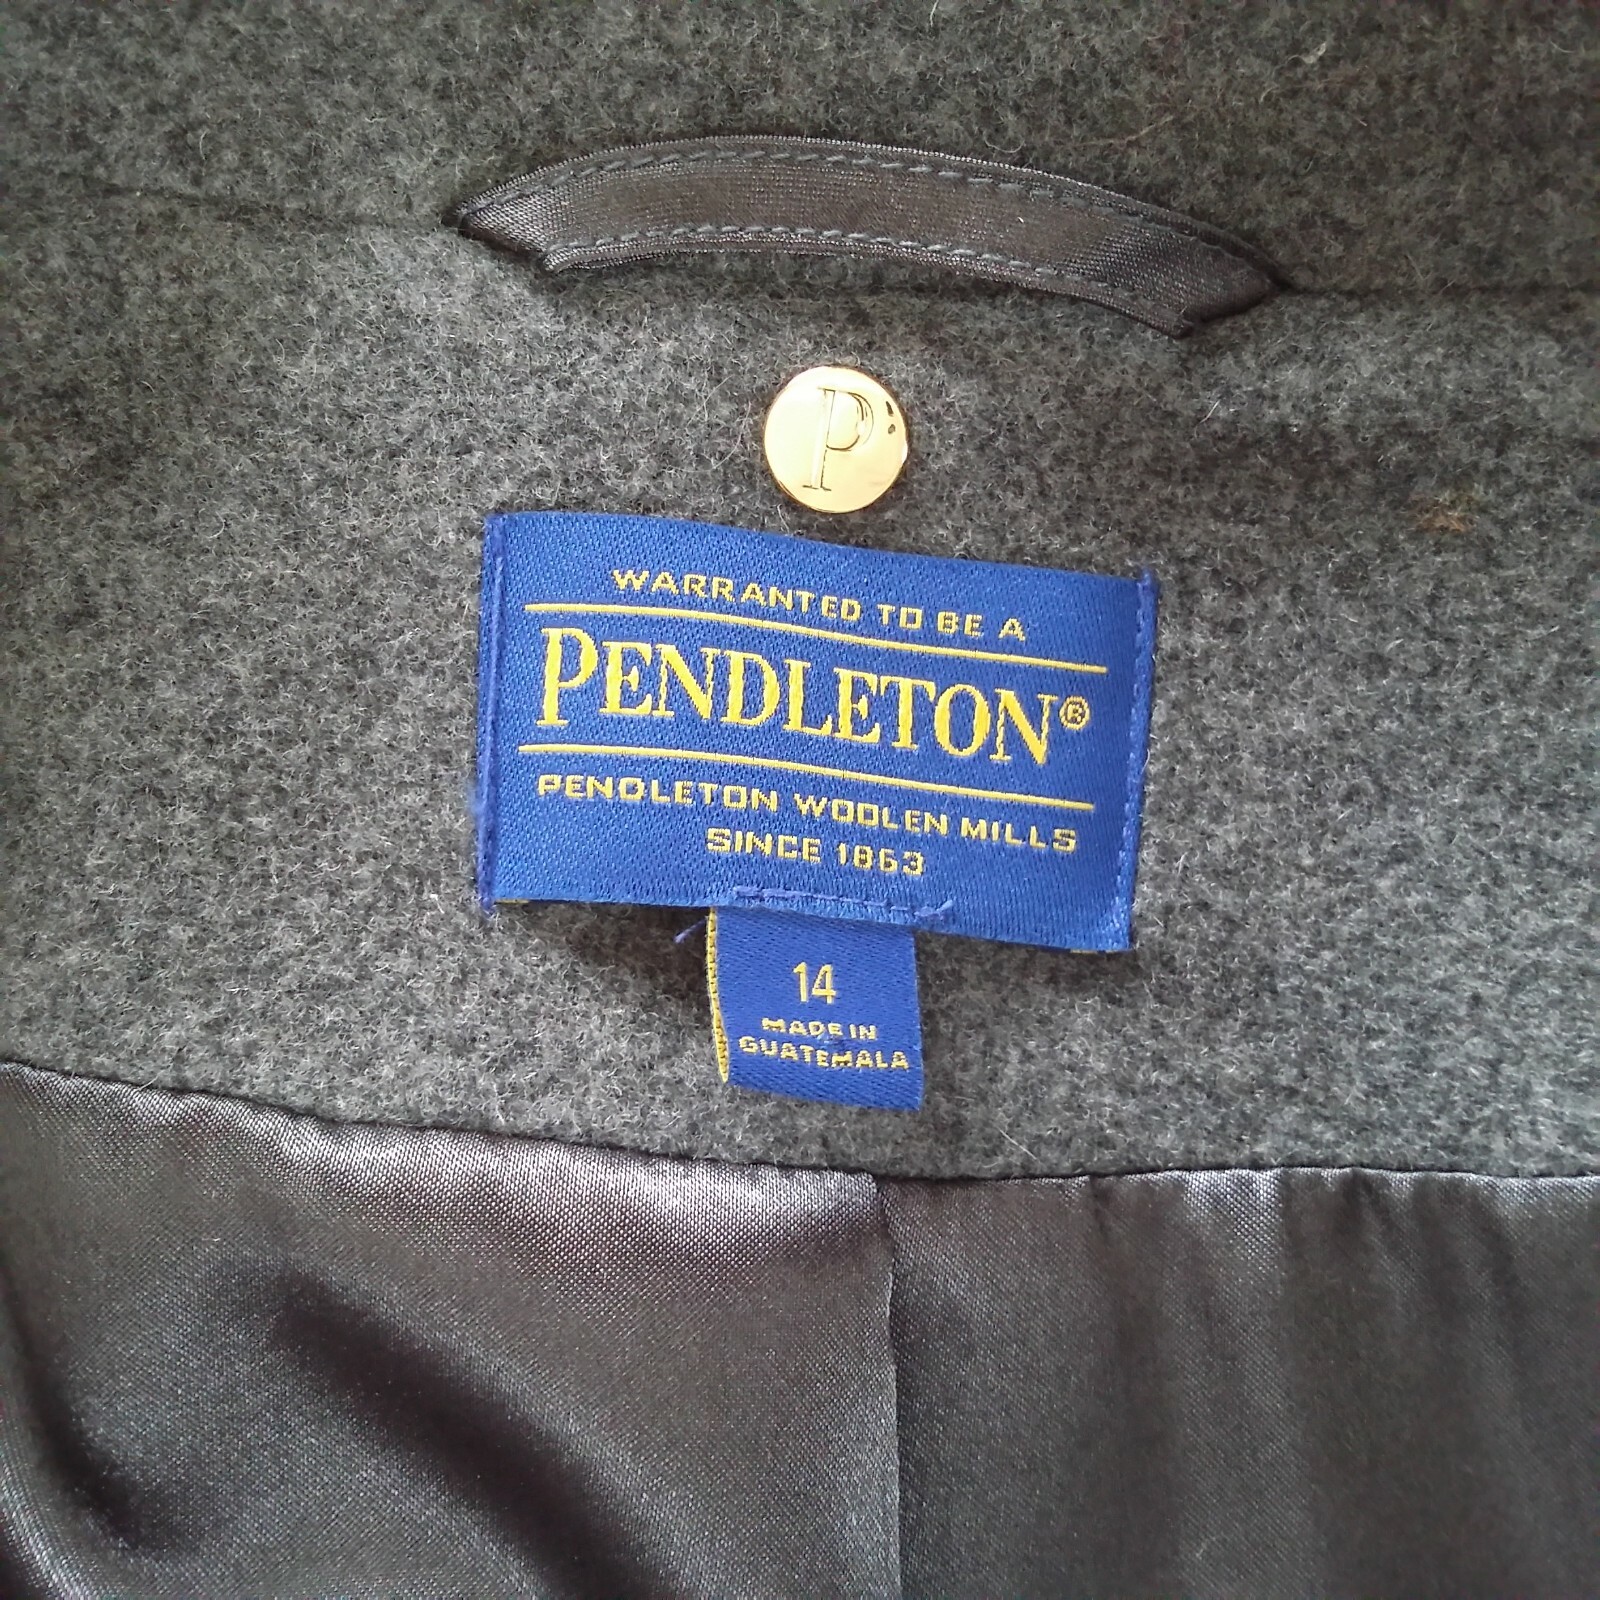 P
WARRANTED TO BE A
PENDLETON®
PENDLETON WOOLEN MILLS
SINCE 1863
14
MADE IN
GUATEMALA